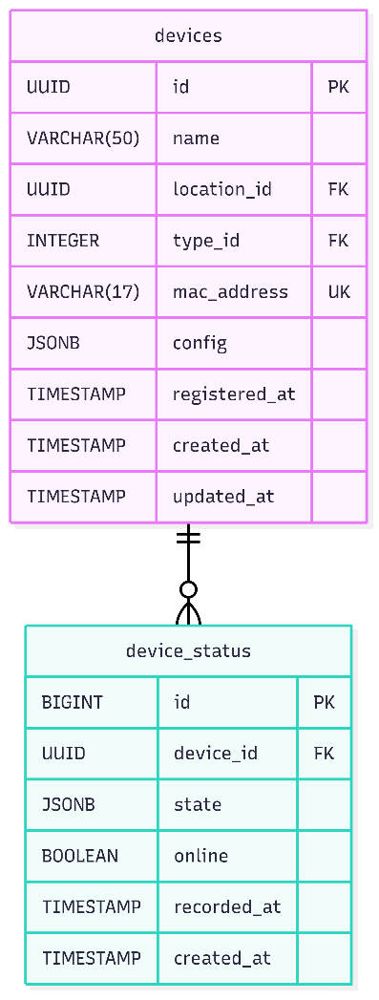 devices
UUID id PK
VARCHAR(50) name
UUID location_id FK
INTEGER type_id FK
VARCHAR(17) mac_address UK
JSONB config
TIMESTAMP registered_at
TIMESTAMP created_at
TIMESTAMP updated_at
device_status
BIGINT id PK
UUID device_id FK
JSONB state
BOOLEAN online
TIMESTAMP recorded_at
TIMESTAMP created_at